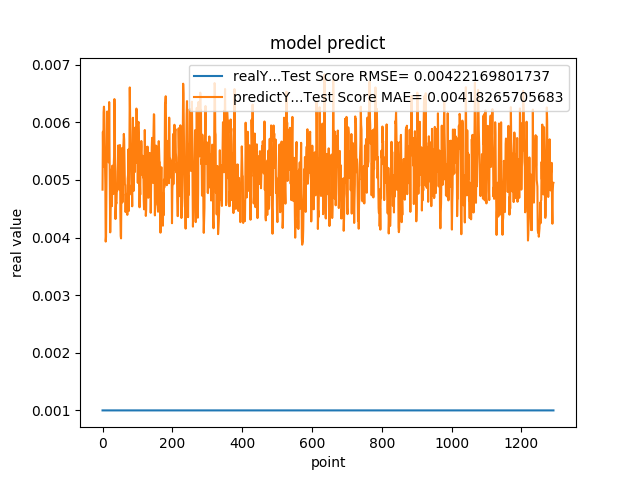 model predict
realY...Test Score RMSE= 0.00422169801737
predictY...Test Score MAE= 0.00418265705683
0.007
0.006
0.005
0.004
0.003
0.002
0.001
real value
0 200 400 600 800 1000 1200
point